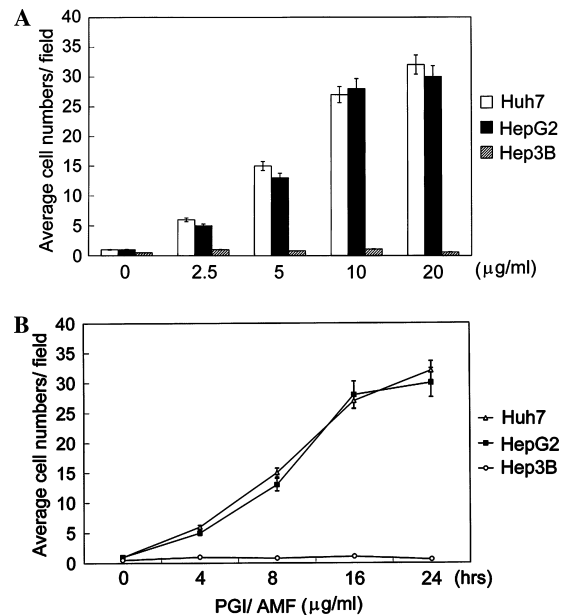 A
Average cell numbers/ field
40
35
30
25
20
15
10
5
0
0 2.5 5 10 20 (μg/ml)
Huh7
HepG2
Hep3B
B
Average cell numbers/ field
40
35
30
25
20
15
10
5
0
0 4 8 16 24 (hrs)
PGI/ AMF (μg/ml)
Huh7
HepG2
Hep3B